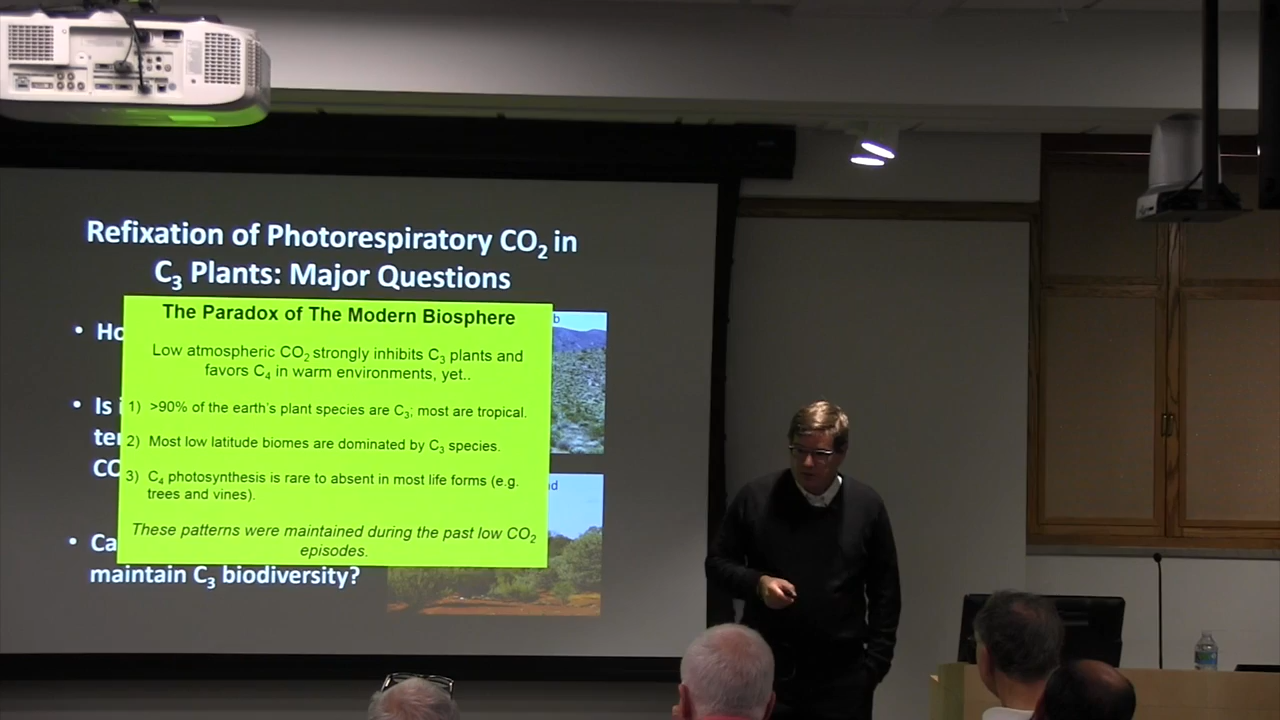 Refixation of Photorespiratory CO₂ in
C₃ Plants: Major Questions
The Paradox of The Modern Biosphere
Low atmospheric CO₂ strongly inhibits C₃ plants and
favors C₄ in warm environments, yet..
1) >90% of the earth's plant species are C₃; most are tropical.
2) Most low latitude biomes are dominated by C₃ species.
3) C₄ photosynthesis is rare to absent in most life forms (e.g.
trees and vines).
These patterns were maintained during the past low CO₂
episodes.
• Ho
• Is
te
CO
• Ca
maintain C₃ biodiversity?